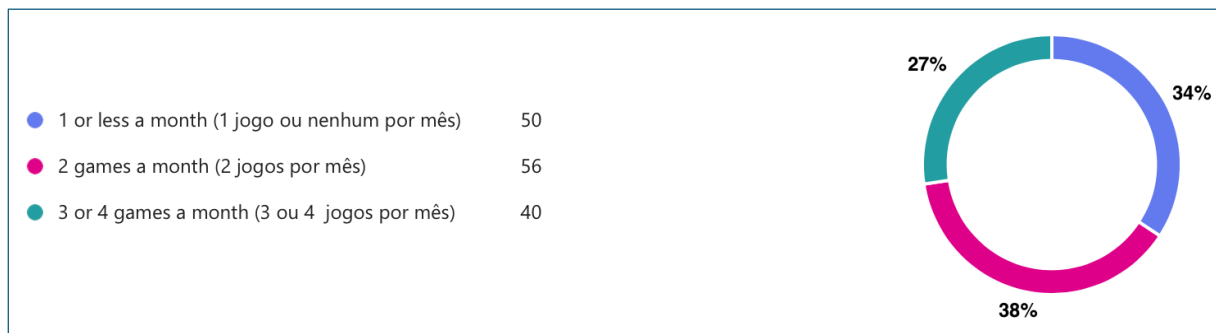 1 or less a month (1 jogo ou nenhum por mês) 50
2 games a month (2 jogos por mês) 56
3 or 4 games a month (3 ou 4  jogos por mês) 40
27%
34%
38%